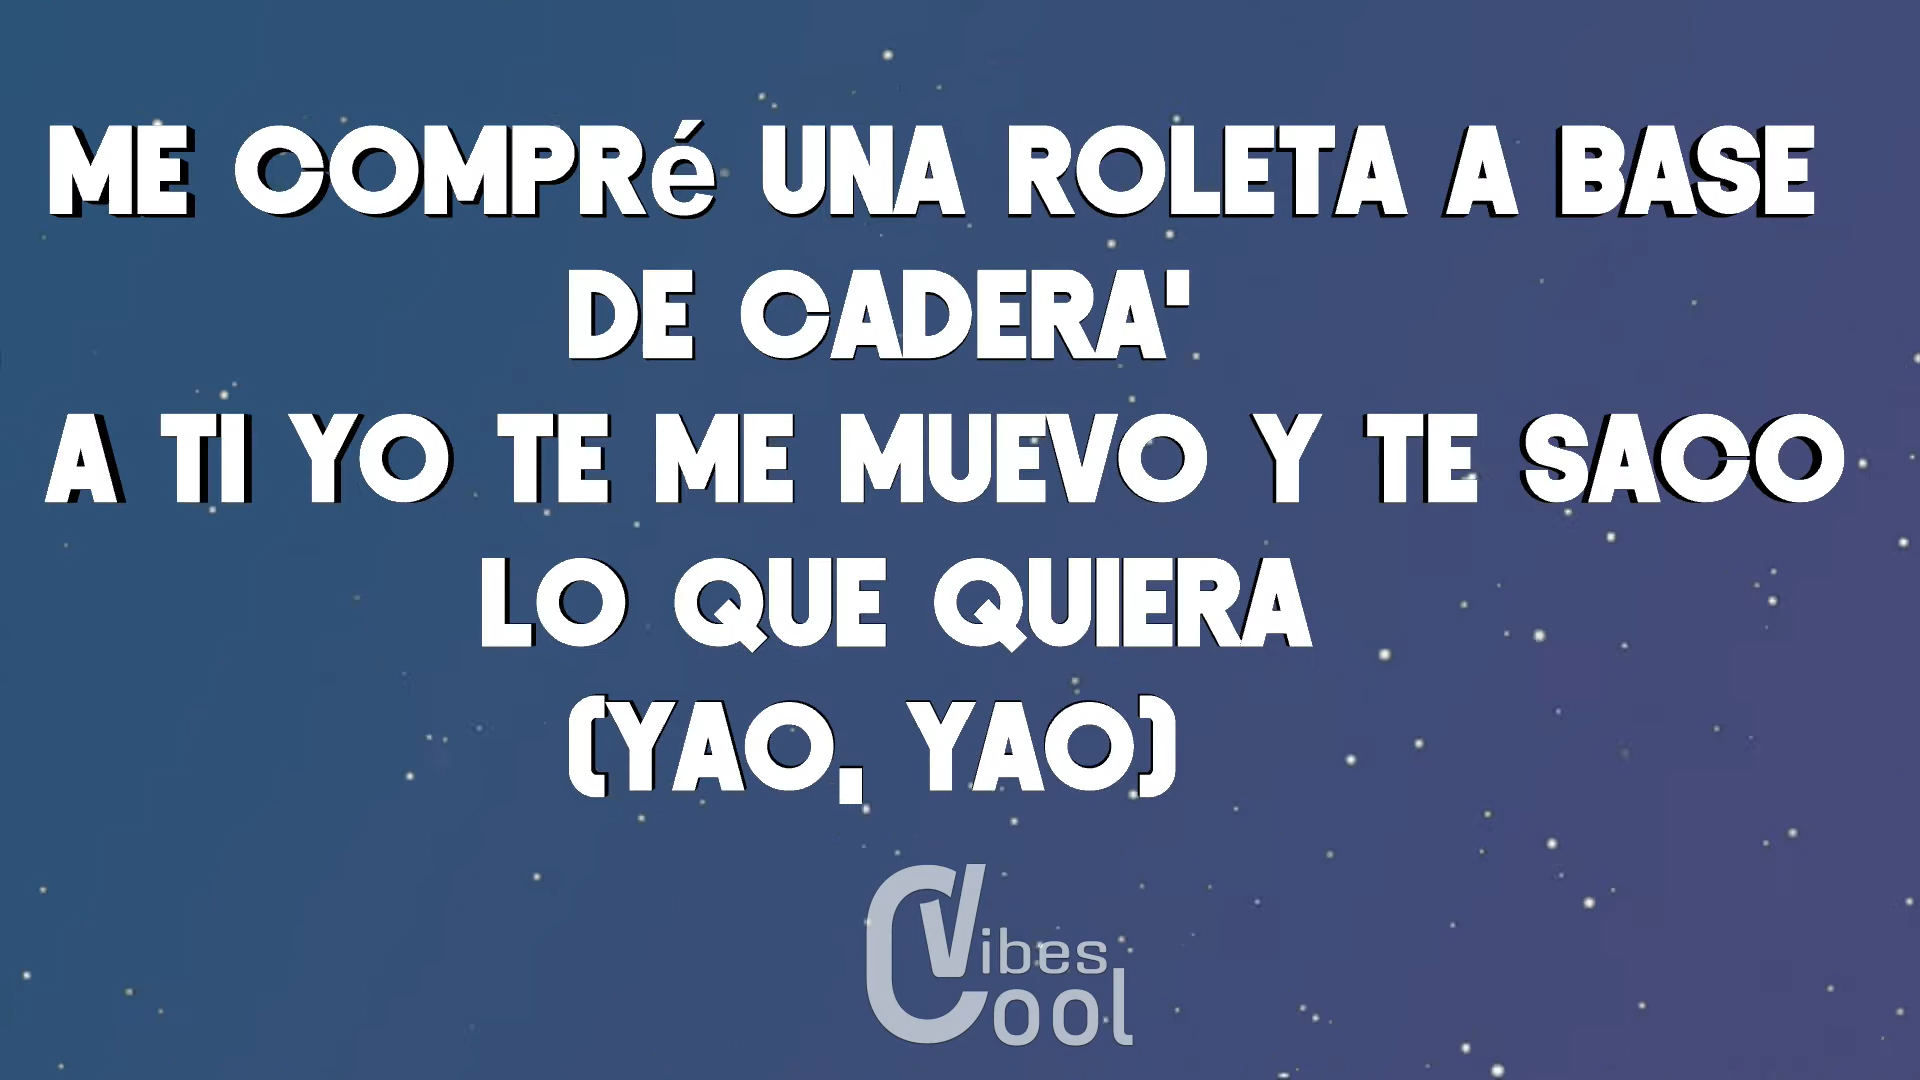 ME COMPRé UNA ROLETA A BASE
DE CADERA'
A TI YO TE ME MUEVO Y TE SACO
LO QUE QUIERA
(YAO, YAO)
Vibes
Cool